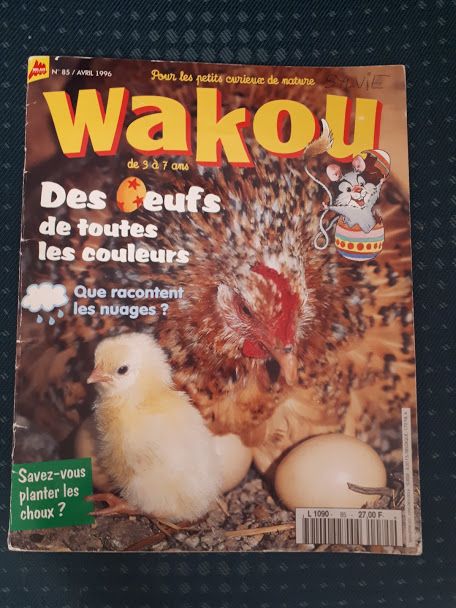 N° 85 / AVRIL 1996
Pour les petits curieux de nature
SYLVIE
Wakou
de 3 à 7 ans
Des Oeufs
de toutes
les couleurs
Que racontent
les nuages ?
Savez-vous
planter les
choux ?
L 1090 - 85 - 27,00 F